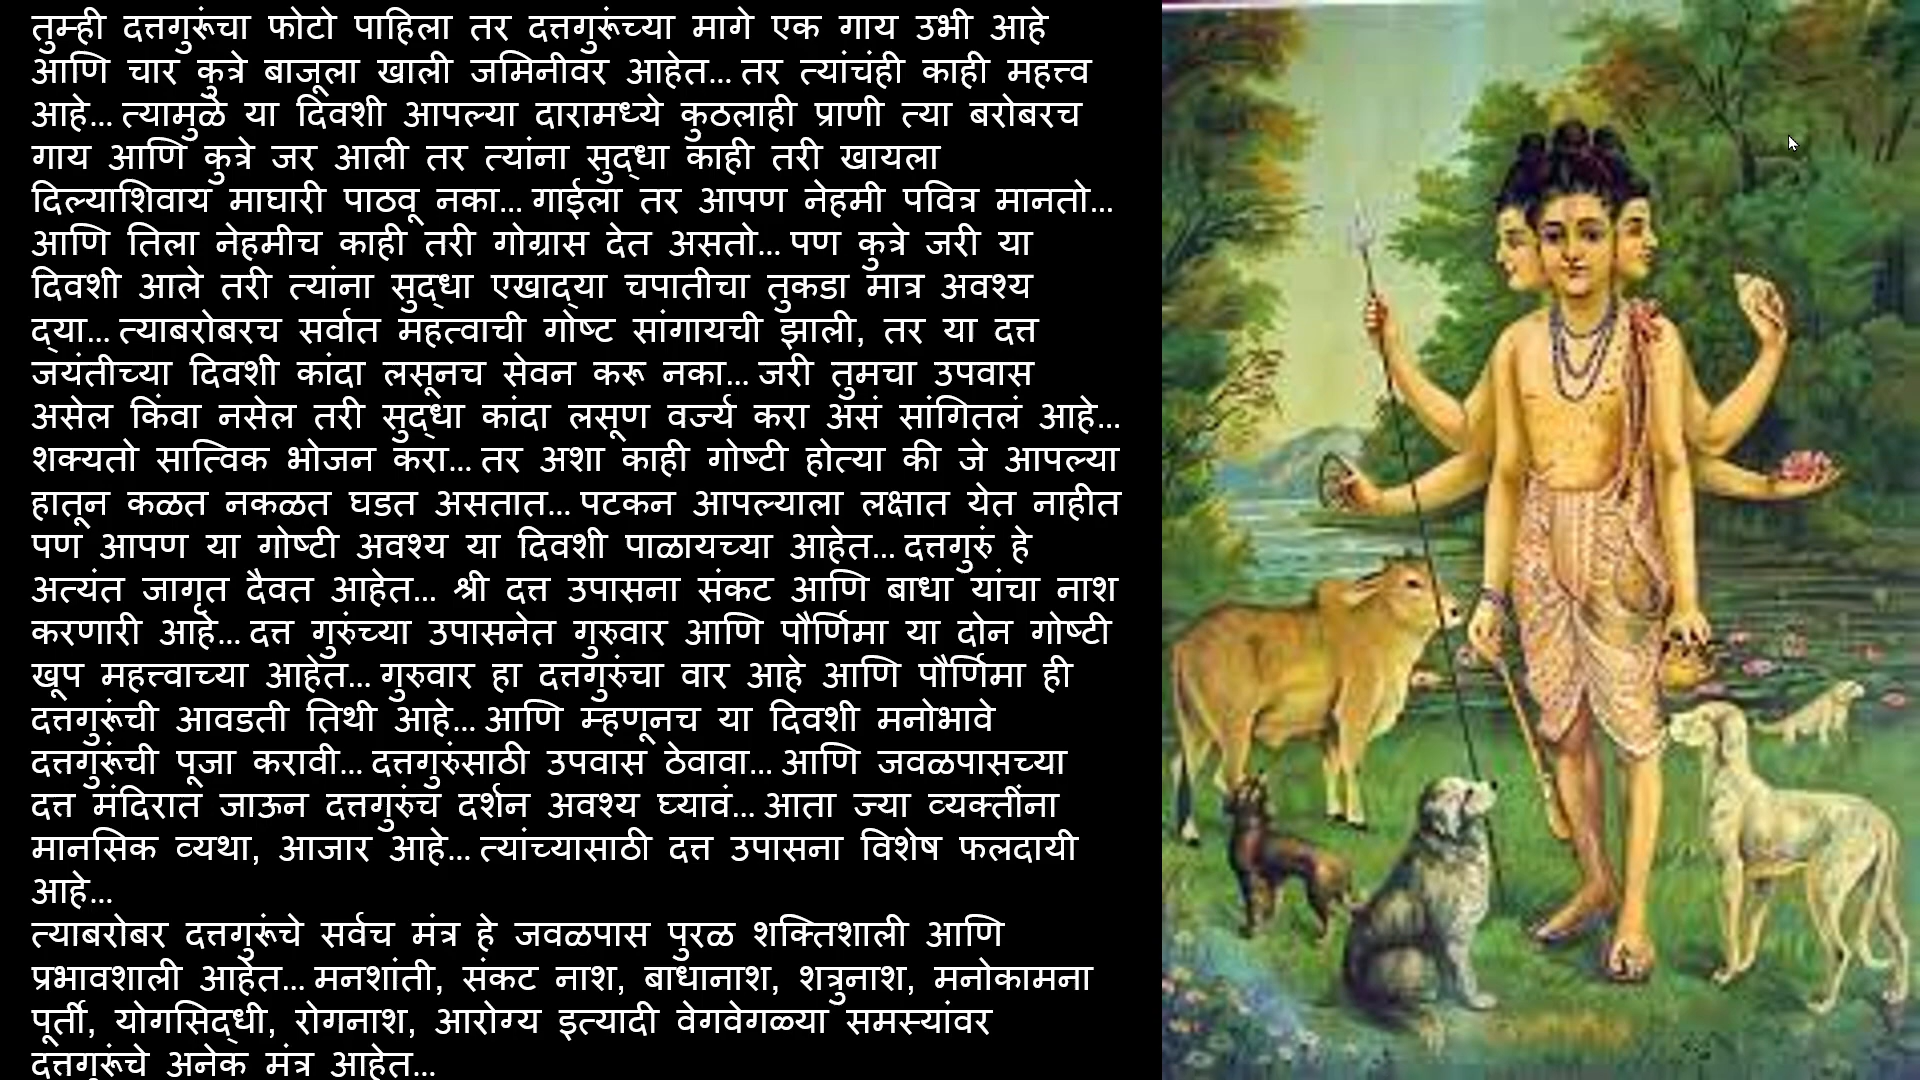 तुम्ही दत्तगुरूंचा फोटो पाहिला तर दत्तगुरूंच्या मागे एक गाय उभी आहे
आणि चार कुत्रे बाजूला खाली जमिनीवर आहेत... तर त्यांचंही काही महत्त्व
आहे... त्यामुळे या दिवशी आपल्या दारामध्ये कुठलाही प्राणी त्या बरोबरच
गाय आणि कुत्रे जर आली तर त्यांना सुद्धा काही तरी खायला
दिल्याशिवाय माघारी पाठवू नका... गाईला तर आपण नेहमी पवित्र मानतो...
आणि तिला नेहमीच काही तरी गोग्रास देत असतो... पण कुत्रे जरी या
दिवशी आले तरी त्यांना सुद्धा एखाद्या चपातीचा तुकडा मात्र अवश्य
द्या... त्याबरोबरच सर्वात महत्वाची गोष्ट सांगायची झाली, तर या दत्त
जयंतीच्या दिवशी कांदा लसूनच सेवन करू नका... जरी तुमचा उपवास
असेल किंवा नसेल तरी सुद्धा कांदा लसूण वर्ज्य करा असं सांगितलं आहे...
शक्यतो सात्विक भोजन करा... तर अशा काही गोष्टी होत्या की जे आपल्या
हातून कळत नकळत घडत असतात... पटकन आपल्याला लक्षात येत नाहीत
पण आपण या गोष्टी अवश्य या दिवशी पाळायच्या आहेत... दत्तगुरुं हे
अत्यंत जागृत दैवत आहेत... श्री दत्त उपासना संकट आणि बाधा यांचा नाश
करणारी आहे... दत्त गुरुंच्या उपासनेत गुरुवार आणि पौर्णिमा या दोन गोष्टी
खूप महत्त्वाच्या आहेत... गुरुवार हा दत्तगुरुंचा वार आहे आणि पौर्णिमा ही
दत्तगुरूंची आवडती तिथी आहे... आणि म्हणूनच या दिवशी मनोभावे
दत्तगुरूंची पूजा करावी... दत्तगुरुंसाठी उपवास ठेवावा... आणि जवळपासच्या
दत्त मंदिरात जाऊन दत्तगुरुंच दर्शन अवश्य घ्यावं... आता ज्या व्यक्तींना
मानसिक व्यथा, आजार आहे... त्यांच्यासाठी दत्त उपासना विशेष फलदायी
आहे...
त्याबरोबर दत्तगुरूंचे सर्वच मंत्र हे जवळपास पुरळ शक्तिशाली आणि
प्रभावशाली आहेत... मनशांती, संकट नाश, बाधानाश, शत्रुनाश, मनोकामना
पूर्ती, योगसिद्धी, रोगनाश, आरोग्य इत्यादी वेगवेगळ्या समस्यांवर
दत्तगुरूंचे अनेक मंत्र आहेत...